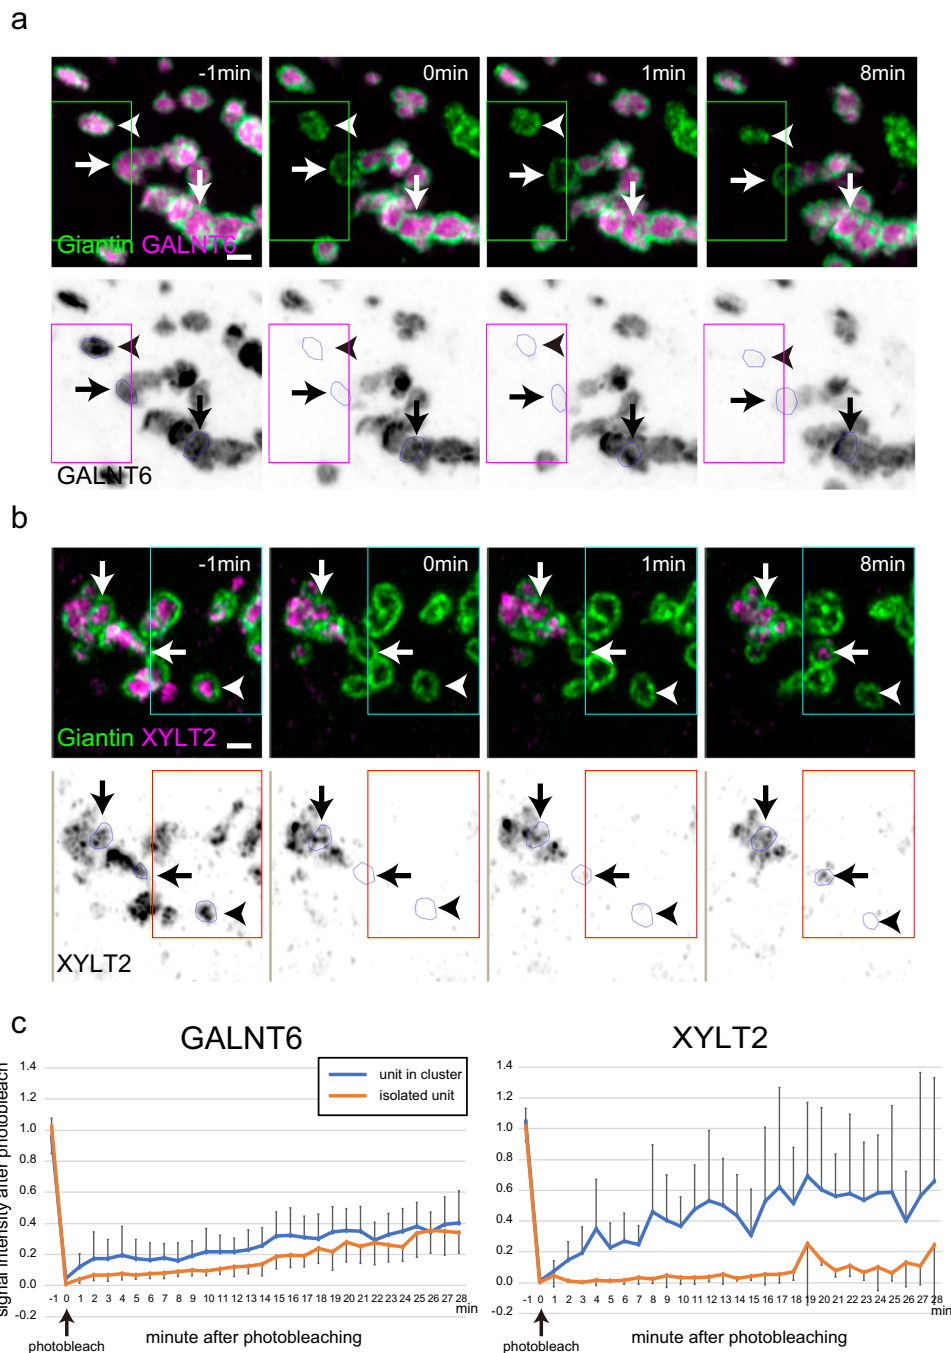 a
-1min 0min 1min 8min
Giantin GALNT6
GALNT6
b
-1min 0min 1min 8min
Giantin XYLT2
XYLT2
c
GALNT6
signal intensity after photobleach
1.4
1.2
1.0
0.8
0.6
0.4
0.2
0.0
-0.2
unit in cluster
isolated unit
-1 0 1 2 3 4 5 6 7 8 9 10 11 12 13 14 15 16 17 18 19 20 21 22 23 24 25 26 27 28
min
photobleach
minute after photobleaching
XYLT2
1.4
1.2
1.0
0.8
0.6
0.4
0.2
0.0
-0.2
-1 0 1 2 3 4 5 6 7 8 9 10 11 12 13 14 15 16 17 18 19 20 21 22 23 24 25 26 27 28
min
photobleach
minute after photobleaching